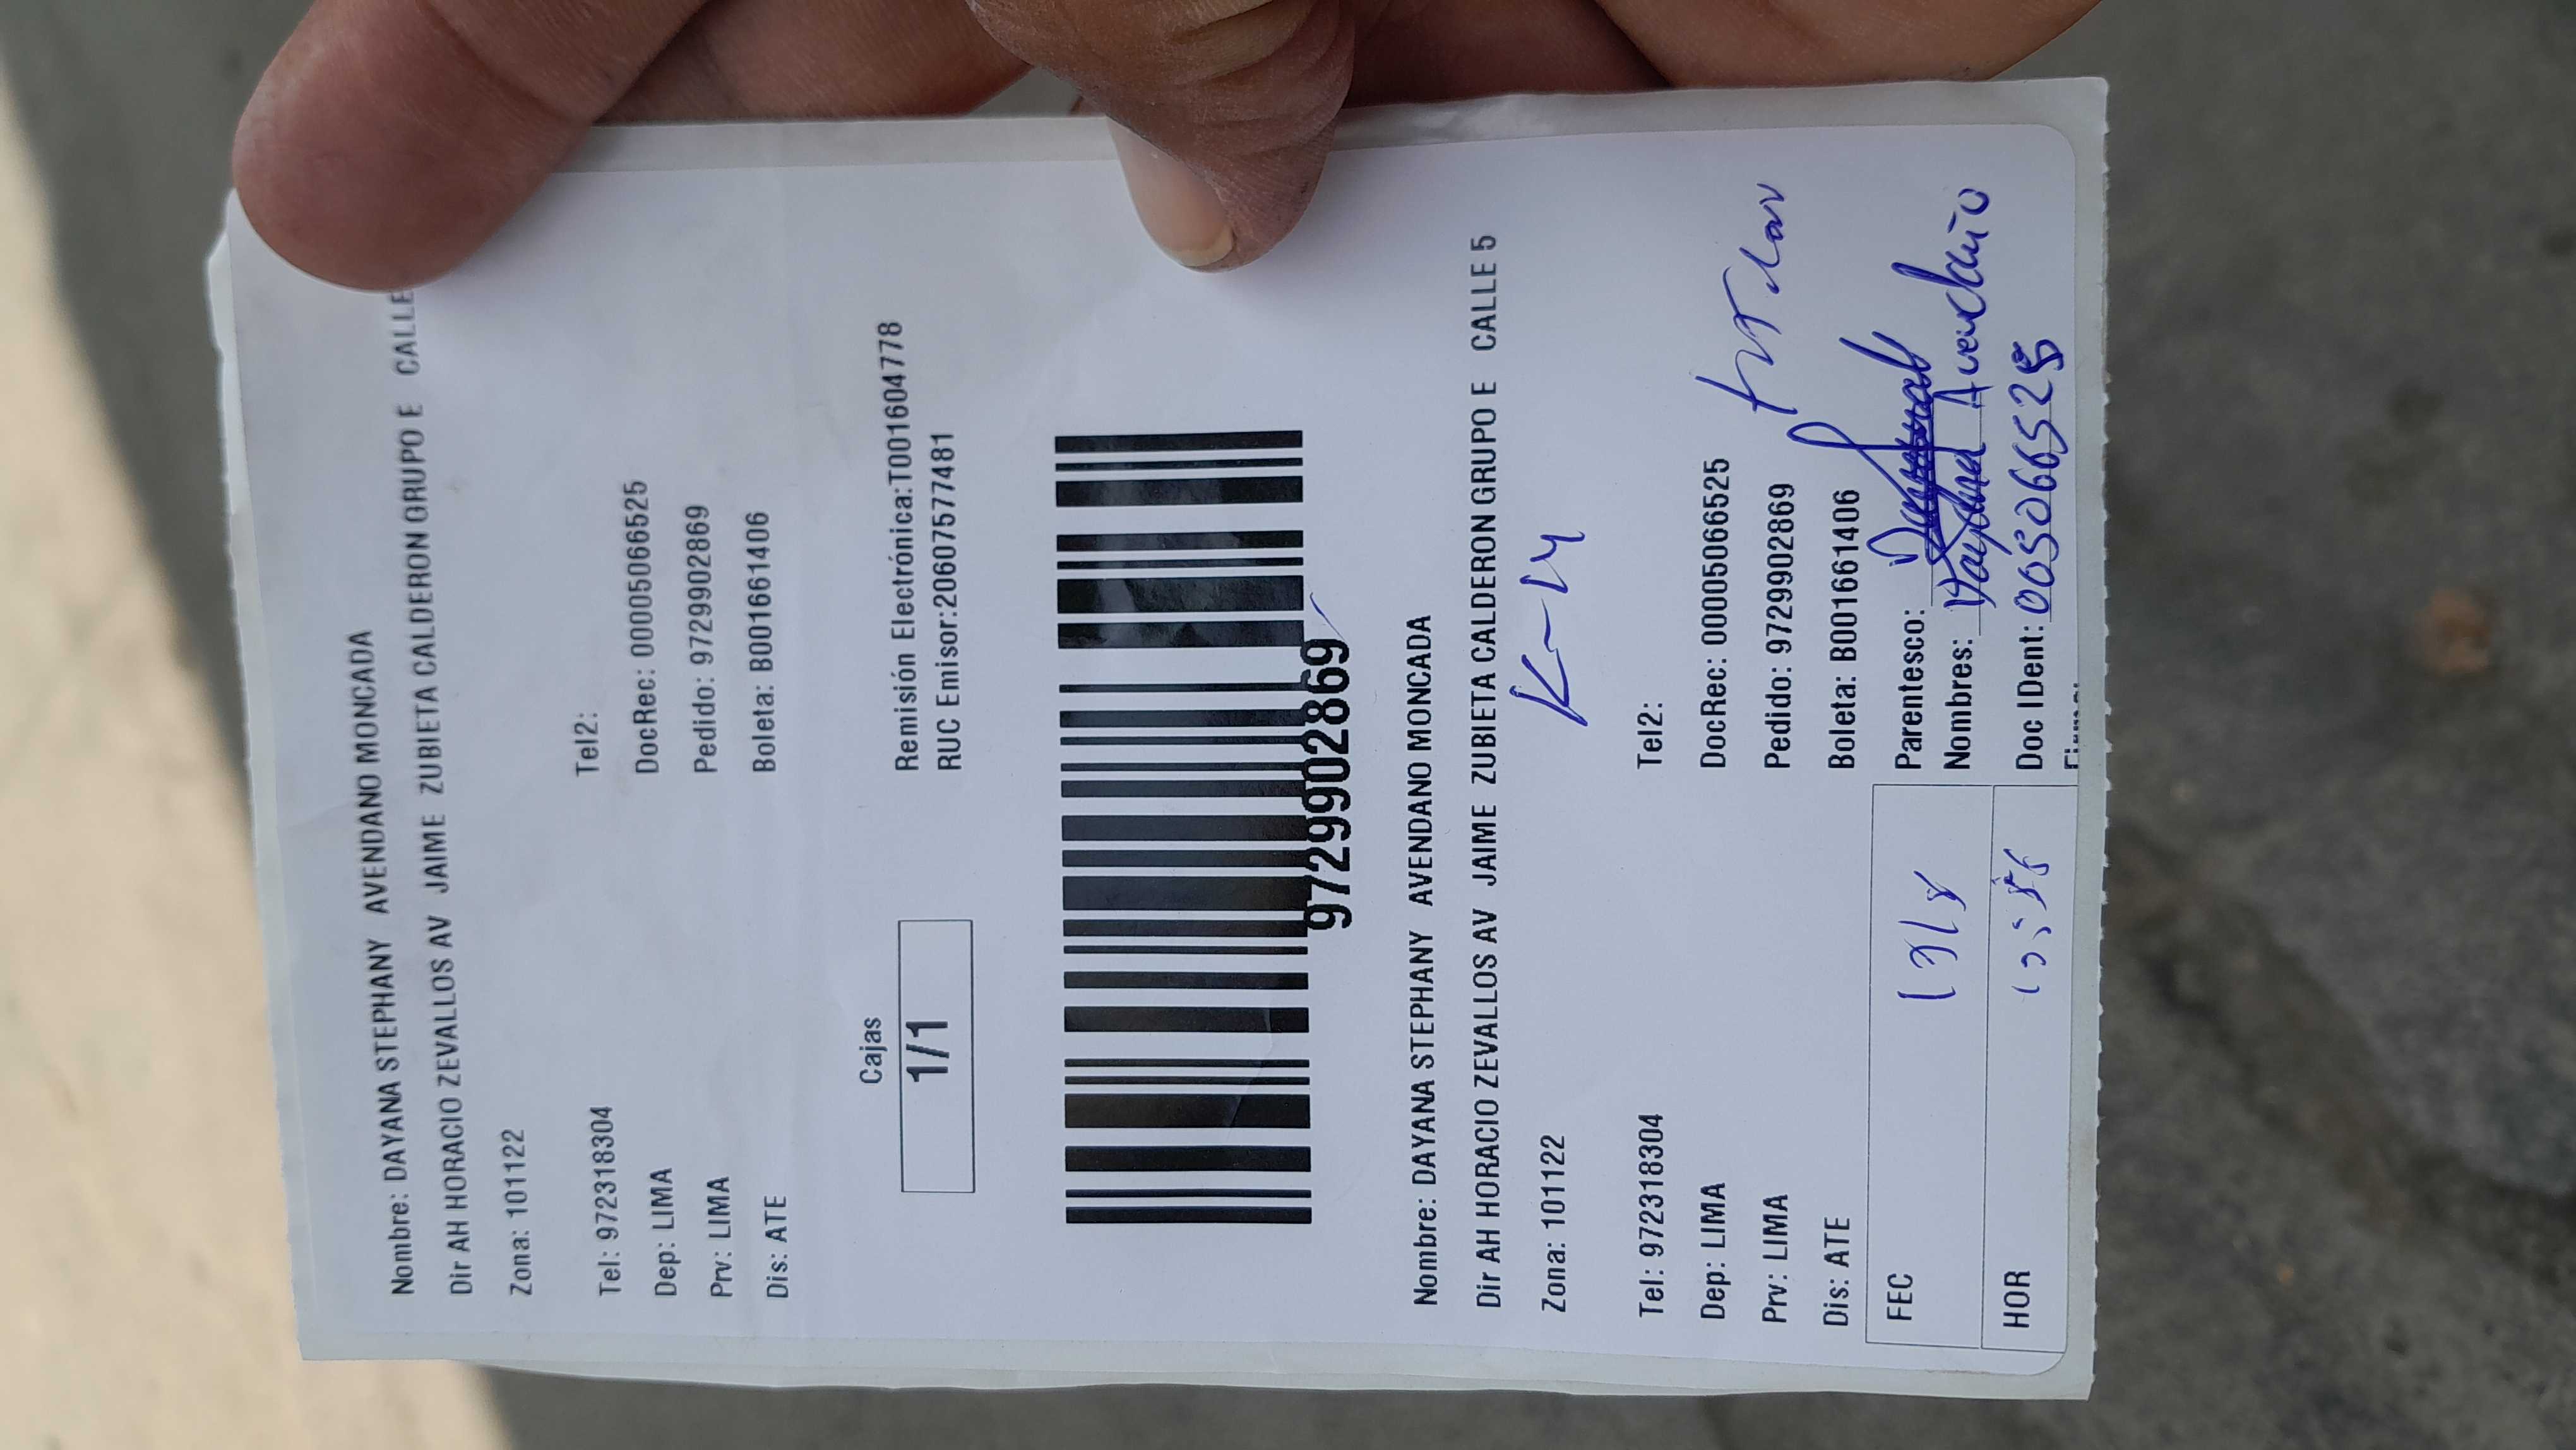 Nombre: DAYANA STEPHANY AVENDANO MONCADA
Dir AH HORACIO ZEVALLOS AV JAIME ZUBIETA CALDERON GRUPO E CALLE
Zona: 101122
Tel: 972318304 Tel2:
Dep: LIMA DocRec: 00005066525
Prv: LIMA Pedido: 9729902869
Dis: ATE Boleta: B001661406
Cajas
1/1
Remisión Electrónica:T001604778
RUC Emisor:20607577481
9729902869
Nombre: DAYANA STEPHANY AVENDANO MONCADA
Dir AH HORACIO ZEVALLOS AV JAIME ZUBIETA CALDERON GRUPO E CALLE 5
Zona: 101122
Tel: 972318304 Tel2:
Dep: LIMA DocRec: 00005066525
Prv: LIMA Pedido: 9729902869
Dis: ATE Boleta: B001661406
FEC
Parentesco:
Nombres: Dayana Avendaño
HOR
Doc IDent: 005066525